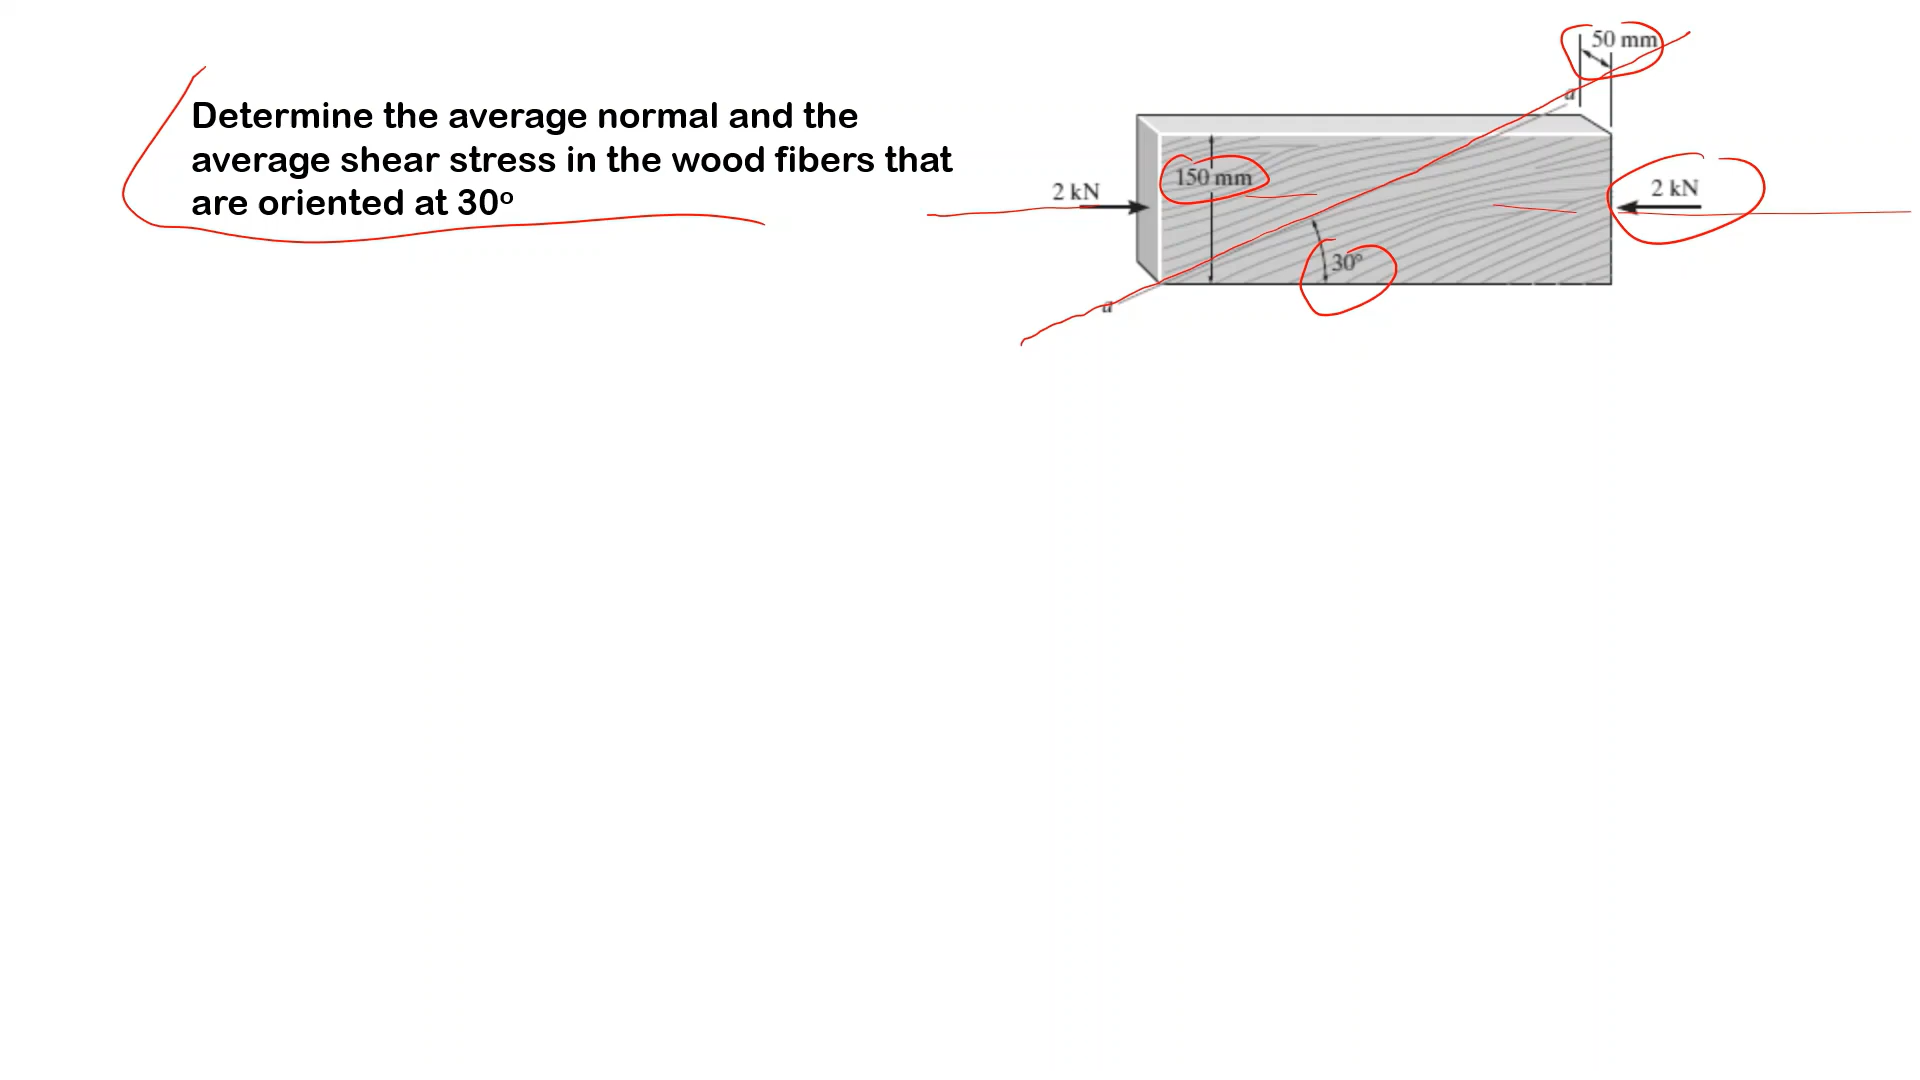 Determine the average normal and the
average shear stress in the wood fibers that
are oriented at 30º
50 mm
a
150 mm
2 kN
2 kN
30°
a